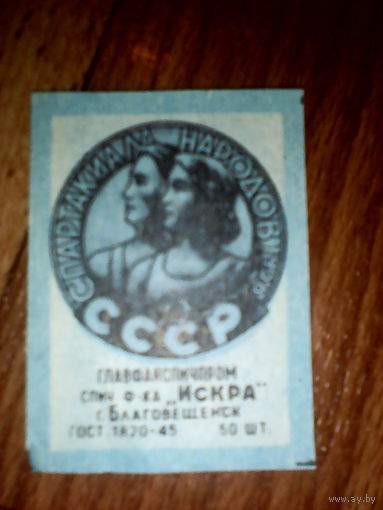 СПАРТАКИАДА НАРОДОВ
СССР
ГЛАВФАНСПИЧПРОМ
СПИЧ. Ф-КА „ИСКРА"
г. БЛАГОВЕЩЕНСК
ГОСТ. 1820-45 50 ШТ.
www.ay.by